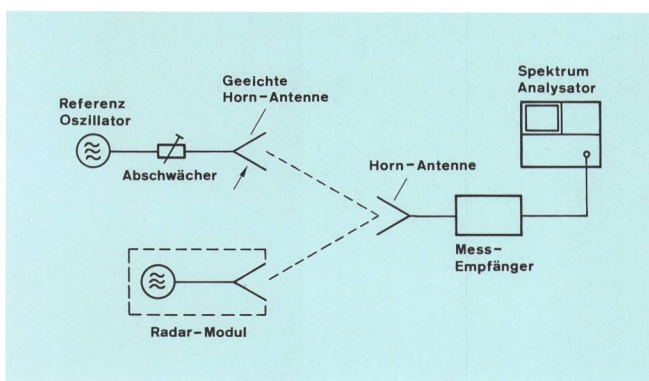 Referenz
Oszillator
Abschwächer
Geeichte
Horn-Antenne
Horn-Antenne
Spektrum
Analysator
Mess-
Empfänger
Radar-Modul